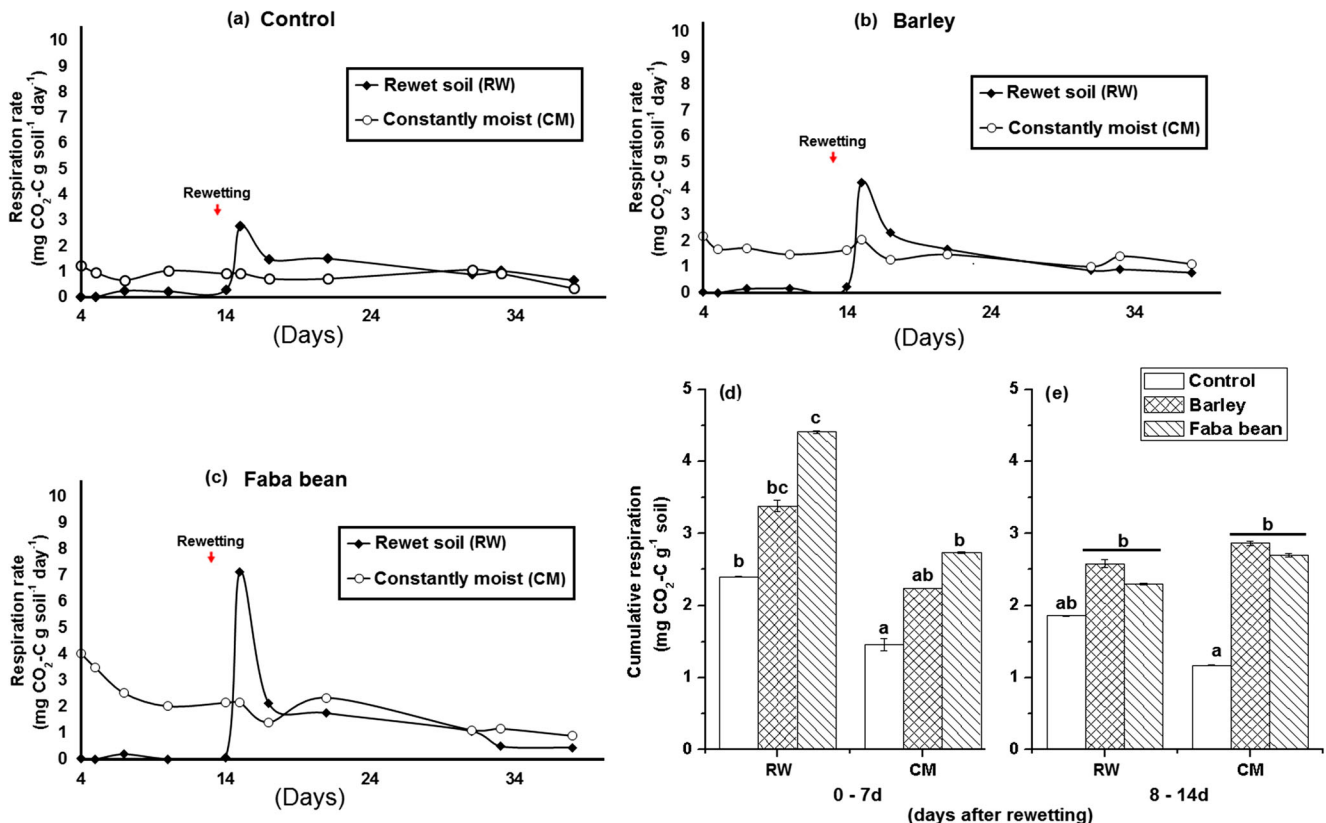 (a) Control
10
9
8
7
6
5
4
3
2
1
0
Respiration rate
(mg CO₂-C g soil⁻¹ day⁻¹)
Rewet soil (RW)
Constantly moist (CM)
Rewetting
4 14 24 34
(Days)
(b) Barley
10
9
8
7
6
5
4
3
2
1
0
Respiration rate
(mg CO₂-C g soil⁻¹ day⁻¹)
Rewet soil (RW)
Constantly moist (CM)
Rewetting
4 14 24 34
(Days)
(c) Faba bean
10
9
8
7
6
5
4
3
2
1
0
Respiration rate
(mg CO₂-C g soil⁻¹ day⁻¹)
Rewet soil (RW)
Constantly moist (CM)
Rewetting
4 14 24 34
(Days)
(d)
5
4
3
2
1
0
Cumulative respiration
(mg CO₂-C g⁻¹ soil)
b bc c a ab b
RW CM
0 - 7d
(e)
5
4
3
2
1
0
Control
Barley
Faba bean
ab b a b
RW CM
8 - 14d
(days after rewetting)